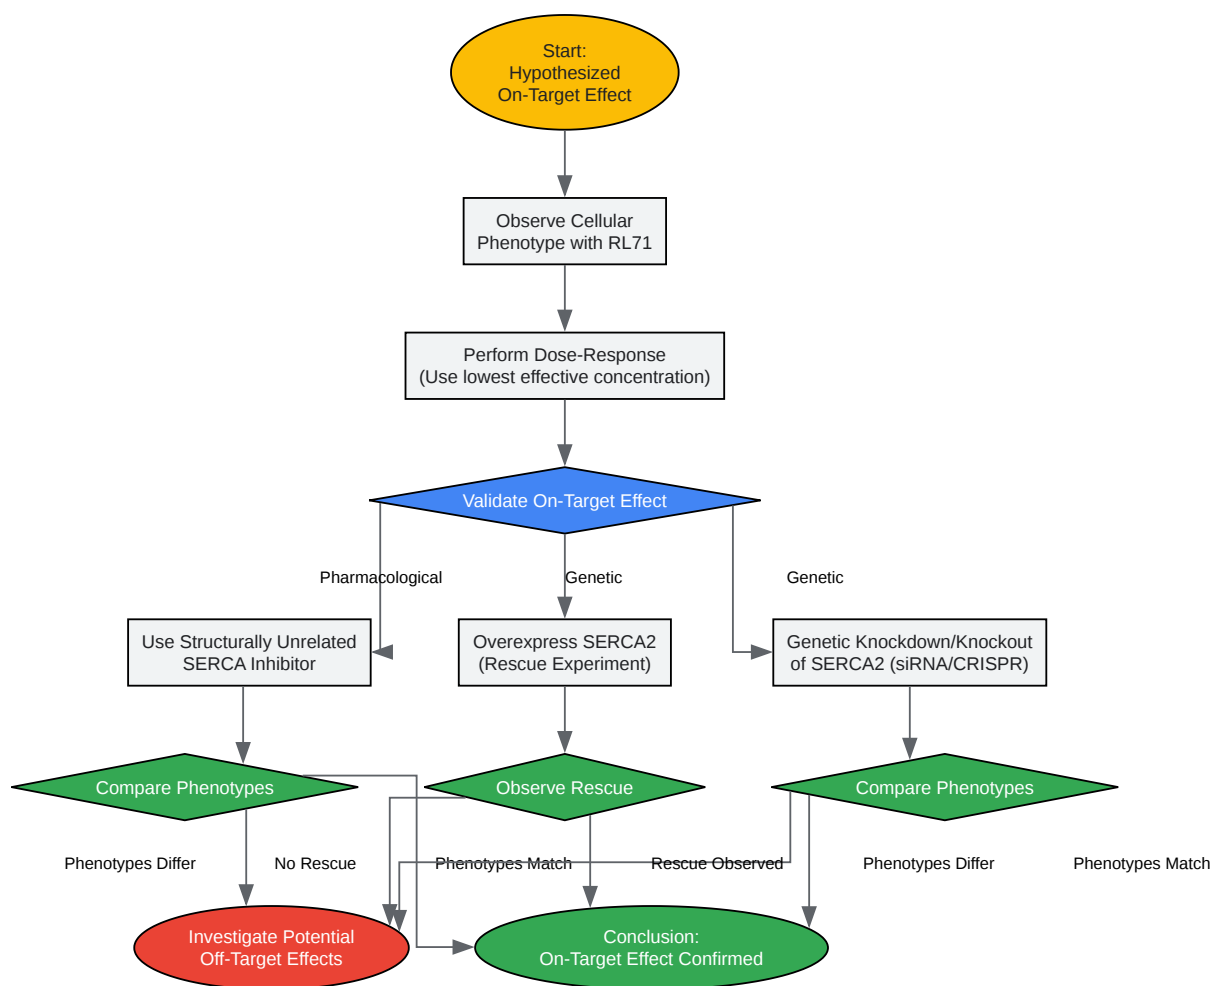 Start:
Hypothesized
On-Target Effect
Observe Cellular
Phenotype with RL71
Perform Dose-Response
(Use lowest effective concentration)
Validate On-Target Effect
Pharmacological
Genetic
Genetic
Use Structurally Unrelated
SERCA Inhibitor
Overexpress SERCA2
(Rescue Experiment)
Genetic Knockdown/Knockout
of SERCA2 (siRNA/CRISPR)
Compare Phenotypes
Observe Rescue
Compare Phenotypes
Phenotypes Differ
No Rescue
Phenotypes Match
Rescue Observed
Phenotypes Differ
Phenotypes Match
Investigate Potential
Off-Target Effects
Conclusion:
On-Target Effect Confirmed